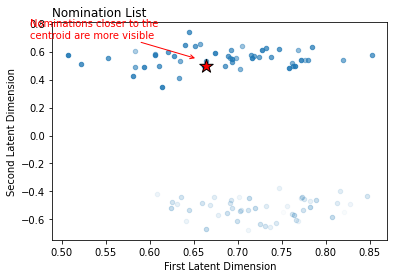 Nomination List
Nominations closer to the
centroid are more visible
0.8
0.6
0.4
0.2
0.0
−0.2
−0.4
−0.6
Second Latent Dimension
0.50 0.55 0.60 0.65 0.70 0.75 0.80 0.85
First Latent Dimension